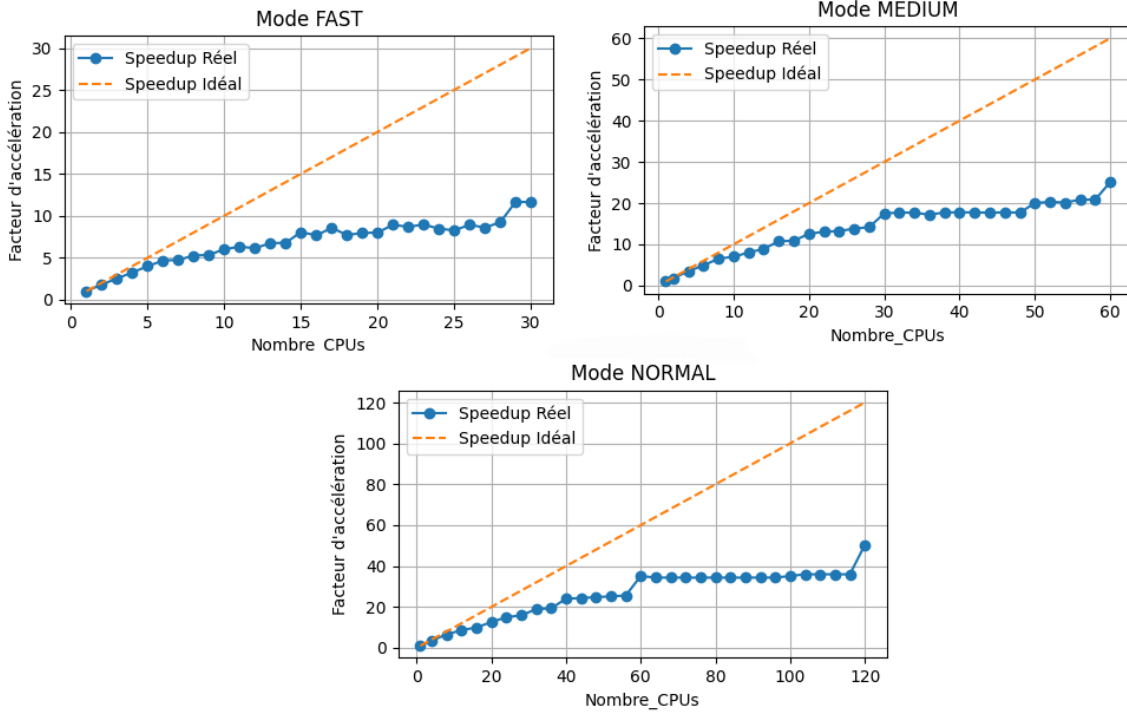 Mode FAST
Facteur d'accélération
30
25
20
15
10
5
0
Speedup Réel
Speedup Idéal
0 5 10 15 20 25 30
Nombre CPUs
Mode MEDIUM
Facteur d'accélération
60
50
40
30
20
10
0
Speedup Réel
Speedup Idéal
0 10 20 30 40 50 60
Nombre_CPUs
Mode NORMAL
Facteur d'accélération
120
100
80
60
40
20
0
Speedup Réel
Speedup Idéal
0 20 40 60 80 100 120
Nombre_CPUs